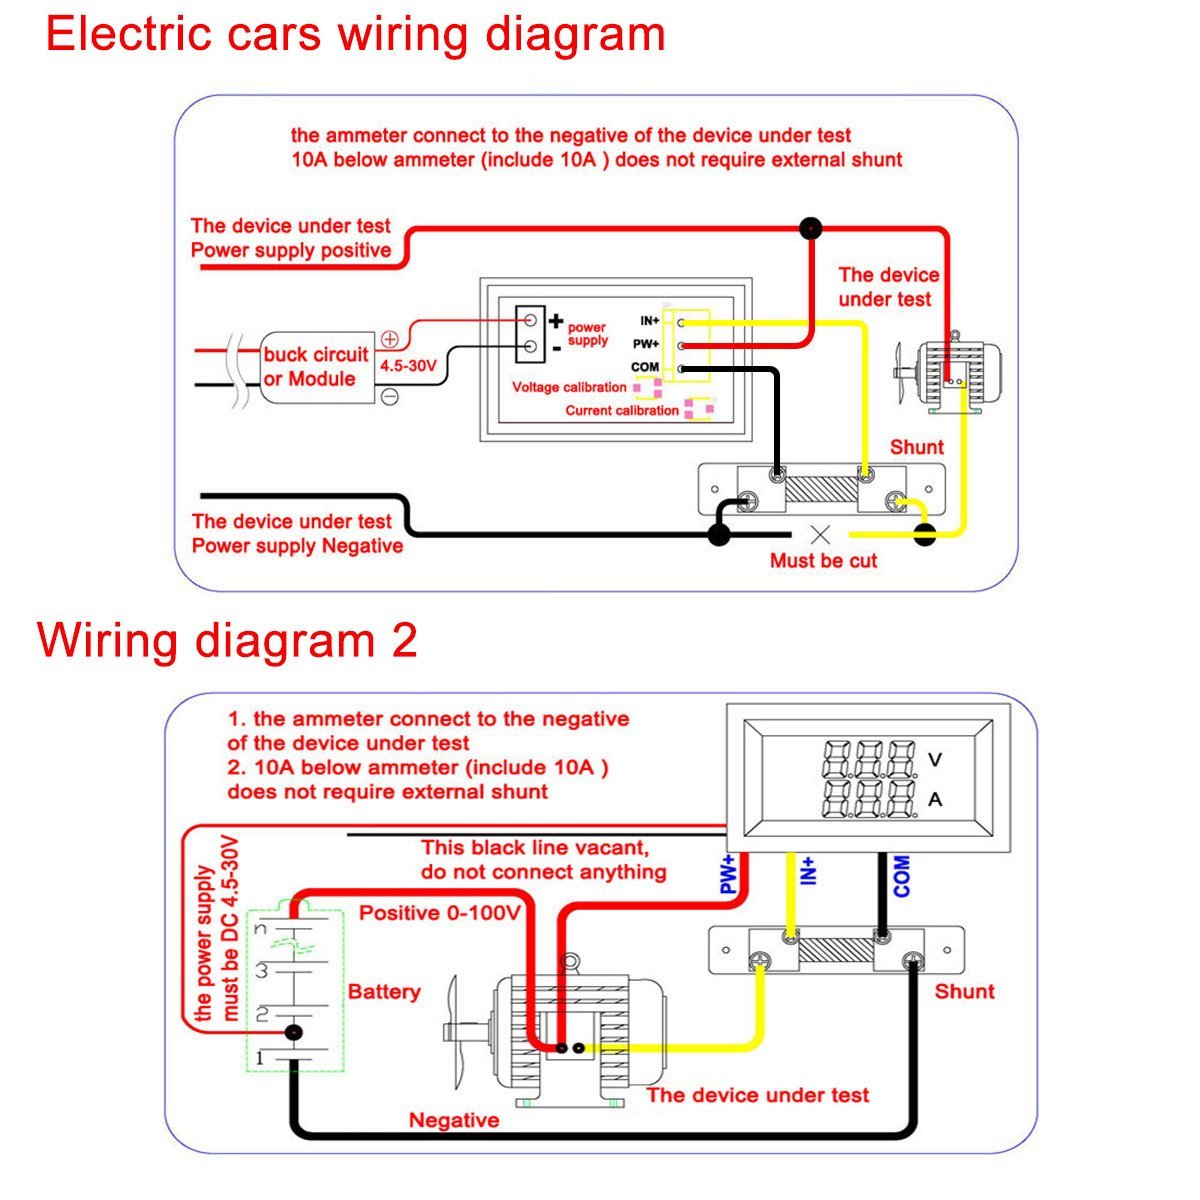 Electric cars wiring diagram
the ammeter connect to the negative of the device under test
10A below ammeter (include 10A ) does not require external shunt
The device under test
Power supply positive
The device
under test
buck circuit
or Module
4.5-30V
+
-
power
supply
IN+
PW+
COM
Voltage calibration
Current calibration
Shunt
The device under test
Power supply Negative
Must be cut
Wiring diagram 2
1. the ammeter connect to the negative
of the device under test
2. 10A below ammeter (include 10A )
does not require external shunt
V
A
This black line vacant,
do not connect anything
PW+
IN+
COM
the power supply
must be DC 4.5-30V
Positive 0-100V
n
3
2
1
Battery
Shunt
The device under test
Negative